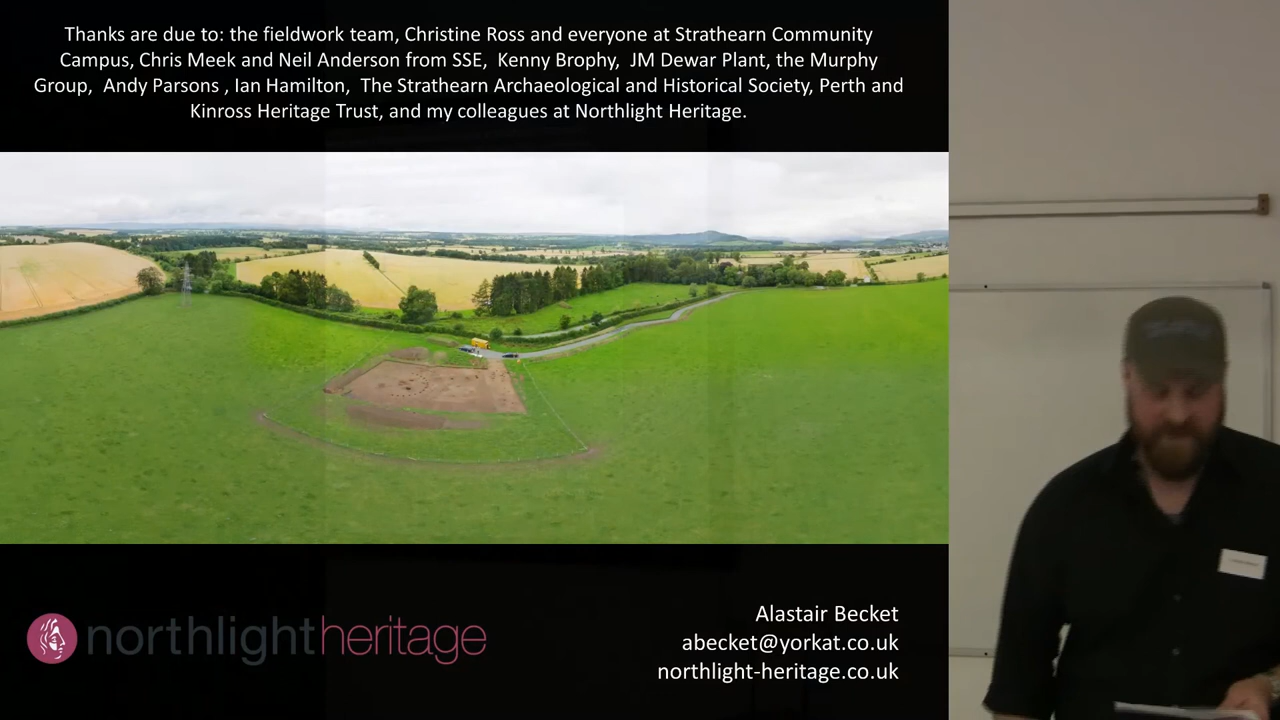 Thanks are due to: the fieldwork team, Christine Ross and everyone at Strathearn Community
Campus, Chris Meek and Neil Anderson from SSE, Kenny Brophy, JM Dewar Plant, the Murphy
Group, Andy Parsons , Ian Hamilton, The Strathearn Archaeological and Historical Society, Perth and
Kinross Heritage Trust, and my colleagues at Northlight Heritage.
northlightheritage
Alastair Becket
abecket@yorkat.co.uk
northlight-heritage.co.uk